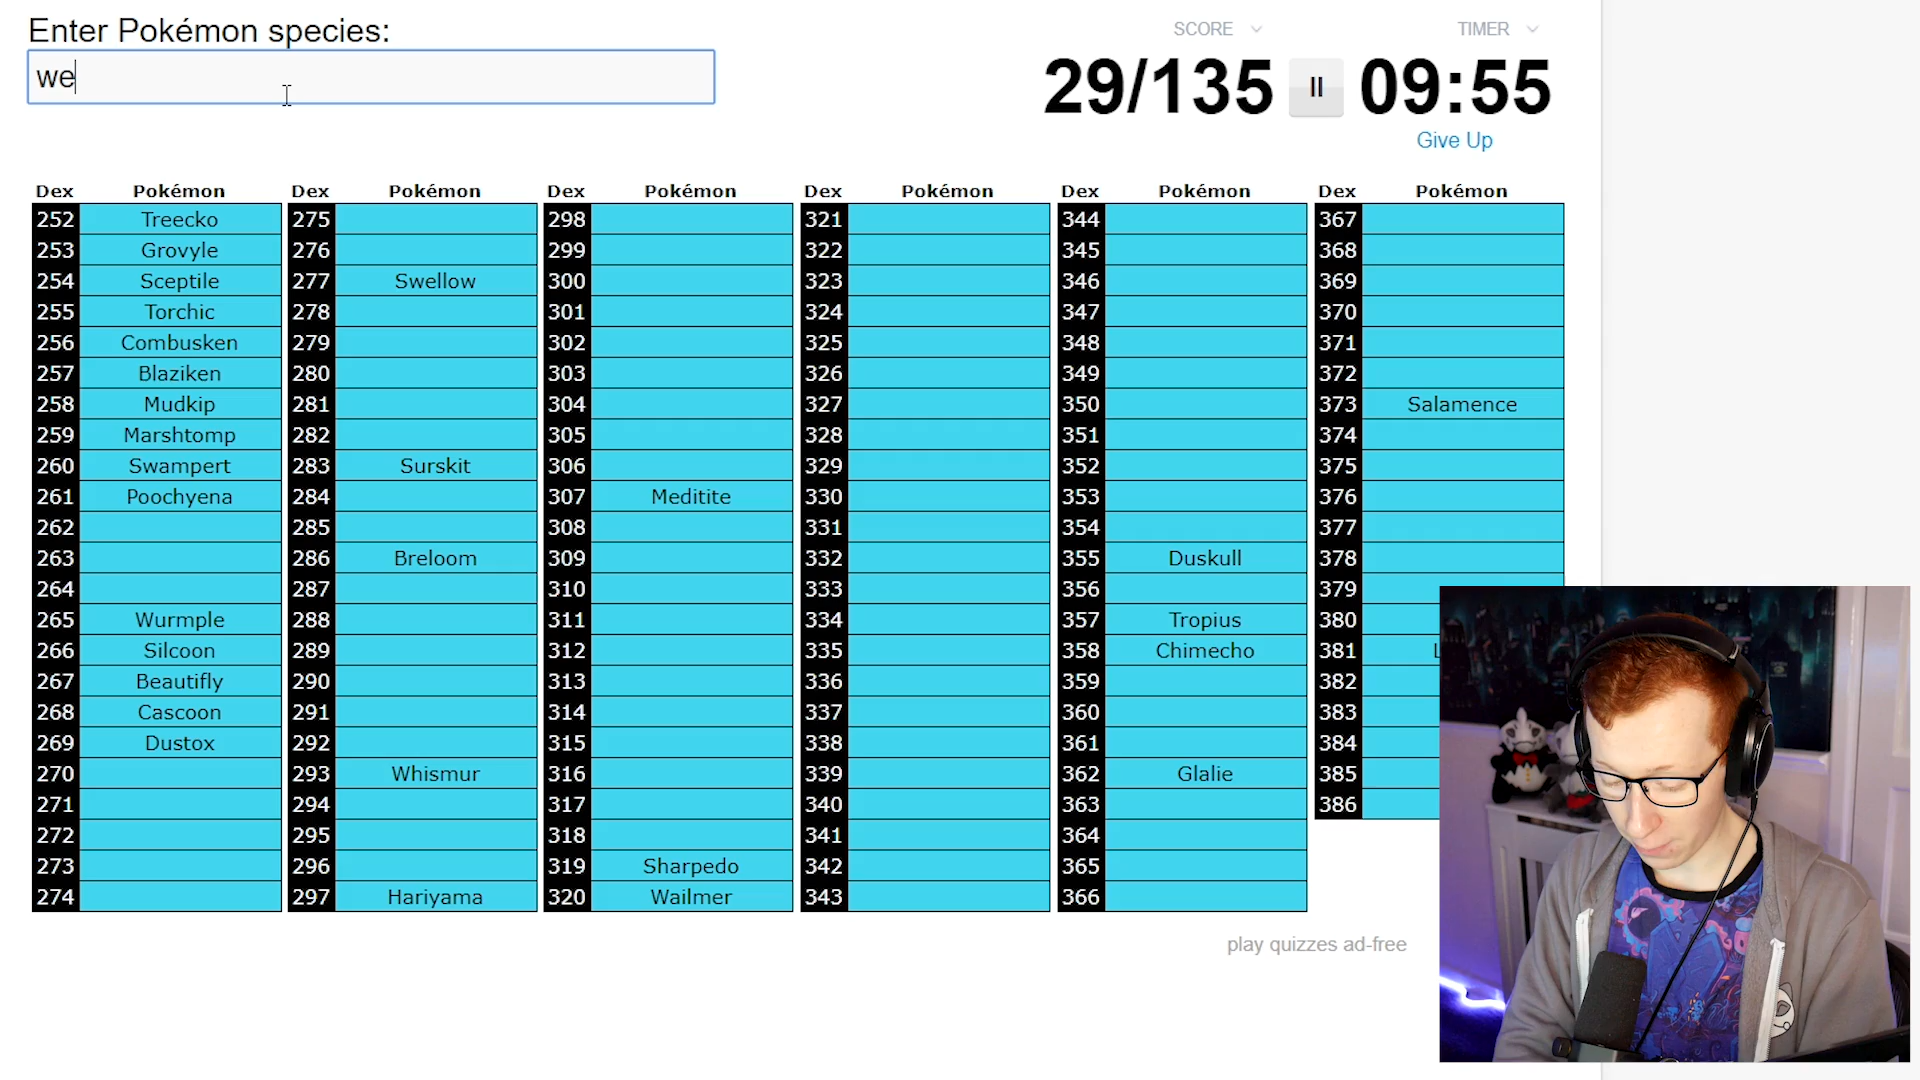 Enter Pokémon species:
we
SCORE
TIMER
29/135
09:55
Give Up
Dex Pokémon Dex Pokémon Dex Pokémon Dex Pokémon Dex Pokémon Dex Pokémon
252 Treecko 275 298 321 344 367
253 Grovyle 276 299 322 345 368
254 Sceptile 277 Swellow 300 323 346 369
255 Torchic 278 301 324 347 370
256 Combusken 279 302 325 348 371
257 Blaziken 280 303 326 349 372
258 Mudkip 281 304 327 350 373 Salamence
259 Marshtomp 282 305 328 351 374
260 Swampert 283 Surskit 306 329 352 375
261 Poochyena 284 307 Meditite 330 353 376
262 285 308 331 354 377
263 286 Breloom 309 332 355 Duskull 378
264 287 310 333 356 379
265 Wurmple 288 311 334 357 Tropius 380
266 Silcoon 289 312 335 358 Chimecho 381
267 Beautifly 290 313 336 359 382
268 Cascoon 291 314 337 360 383
269 Dustox 292 315 338 361 384
270 293 Whismur 316 339 362 Glalie 385
271 294 317 340 363 386
272 295 318 341 364
273 296 319 Sharpedo 342 365
274 297 Hariyama 320 Wailmer 343 366
play quizzes ad-free